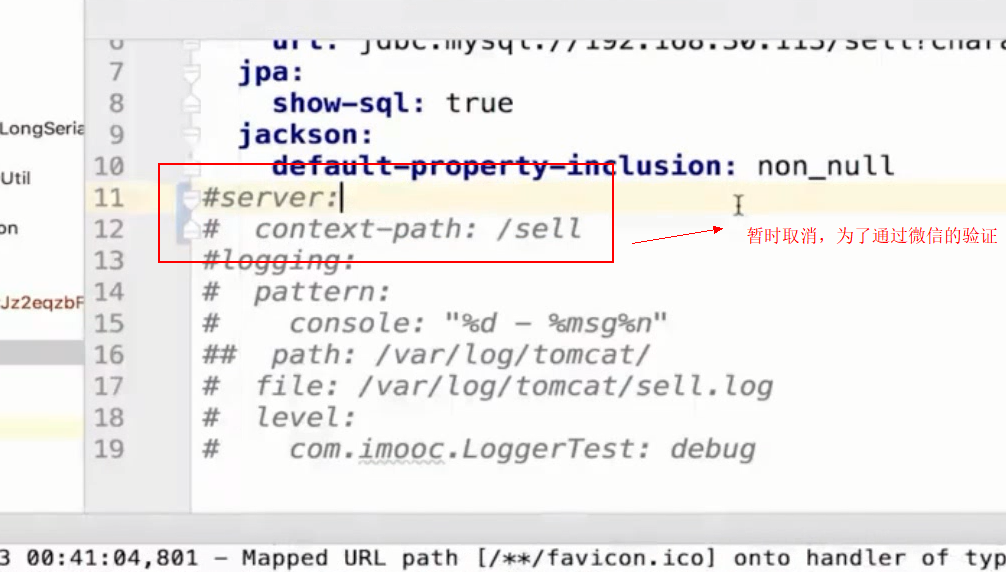 6 url: jdbc:mysql://192.168.30.113/sell?chara
7 jpa:
8 show-sql: true
9 jackson:
10 default-property-inclusion: non_null
11 #server:
12 # context-path: /sell
暂时取消，为了通过微信的验证
13 #logging:
14 # pattern:
15 # console: "%d - %msg%n"
16 ## path: /var/log/tomcat/
17 # file: /var/log/tomcat/sell.log
18 # level:
19 # com.imooc.LoggerTest: debug
LongSeria
Util
on
Jz2eqzbF
3 00:41:04,801 - Mapped URL path [/**/favicon.ico] onto handler of typ